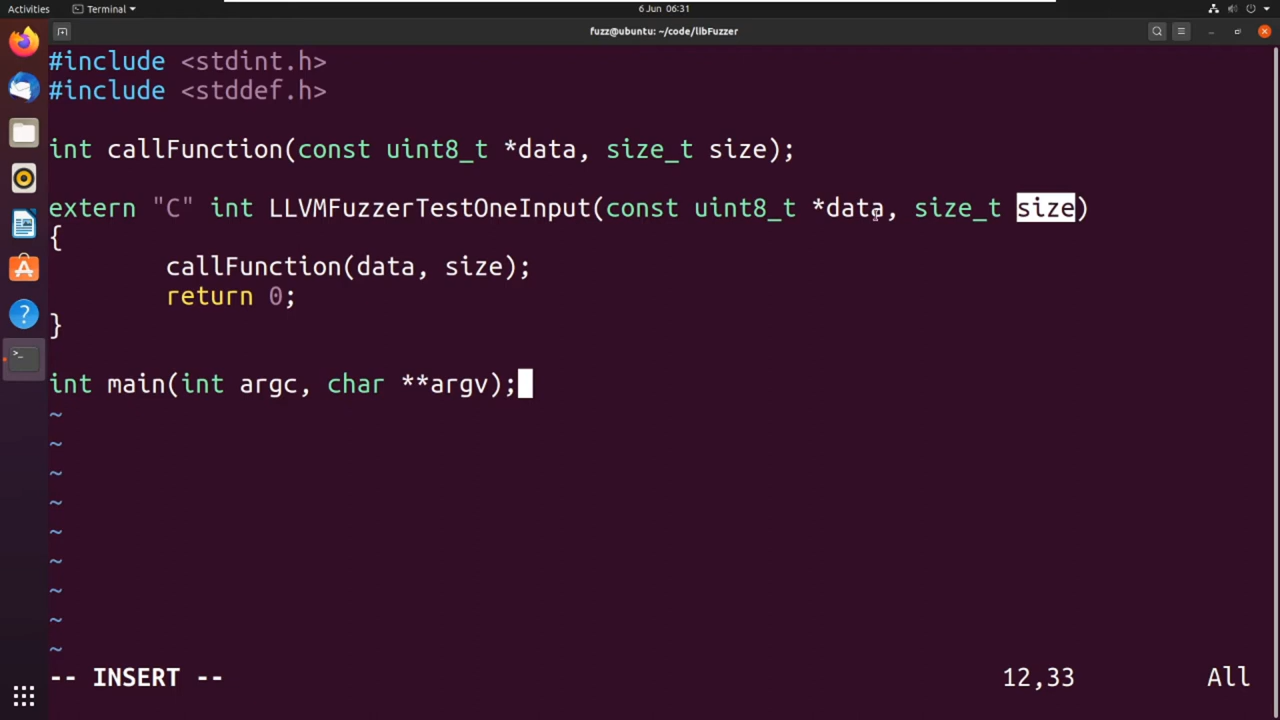 Activities
Terminal
6 Jun 06:31
fuzz@ubuntu: ~/code/libFuzzer
#include <stdint.h>
#include <stddef.h>
int callFunction(const uint8_t *data, size_t size);
extern "C" int LLVMFuzzerTestOneInput(const uint8_t *data, size_t size)
{
callFunction(data, size);
return 0;
}
int main(int argc, char **argv);
~
~
~
~
~
~
~
~
~
-- INSERT -- 12,33 All